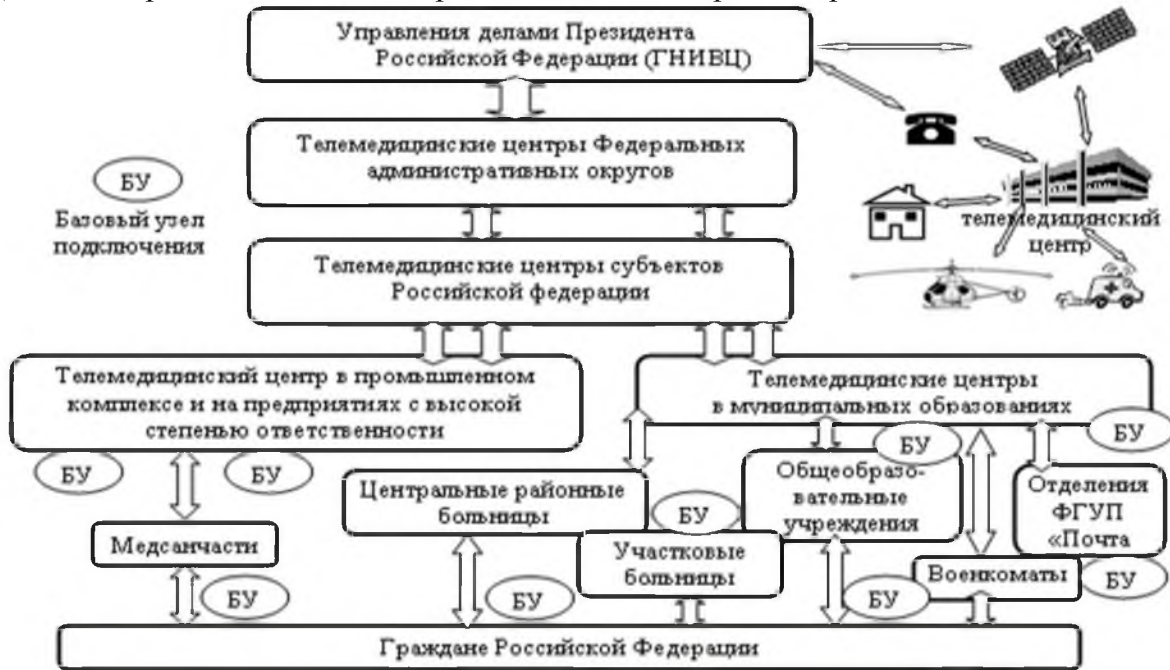 Управления делами Президента
Российской Федерации (ГНИВЦ)
Телемедицинские центры Федеральных
административных округов
БУ
Базовый узел
подключения
телемедицинский
центр
Телемедицинские центры субъектов
Российской федерации
Телемедицинский центр в промышленном
комплексе и на предприятиях с высокой
степенью ответственности
Телемедицинские центры
в муниципальных образованиях
БУ
БУ
БУ
БУ
Центральные районные
больницы
БУ
Общеобразо-
вательные
учреждения
Отделения
ФГУП
«Почта
Медсанчасти
Участковые
больницы
Военкоматы
БУ
БУ
БУ
БУ
Граждане Российской Федерации